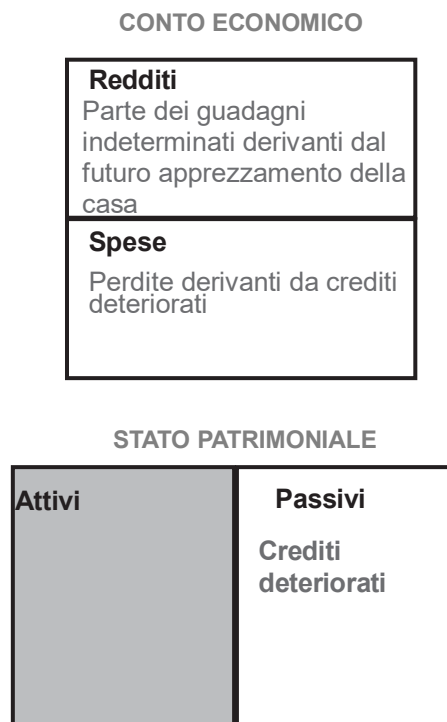 CONTO ECONOMICO
Redditi
Parte dei guadagni
indeterminati derivanti dal
futuro apprezzamento della
casa
Spese
Perdite derivanti da crediti
deteriorati
STATO PATRIMONIALE
Attivi
Passivi
Crediti
deteriorati